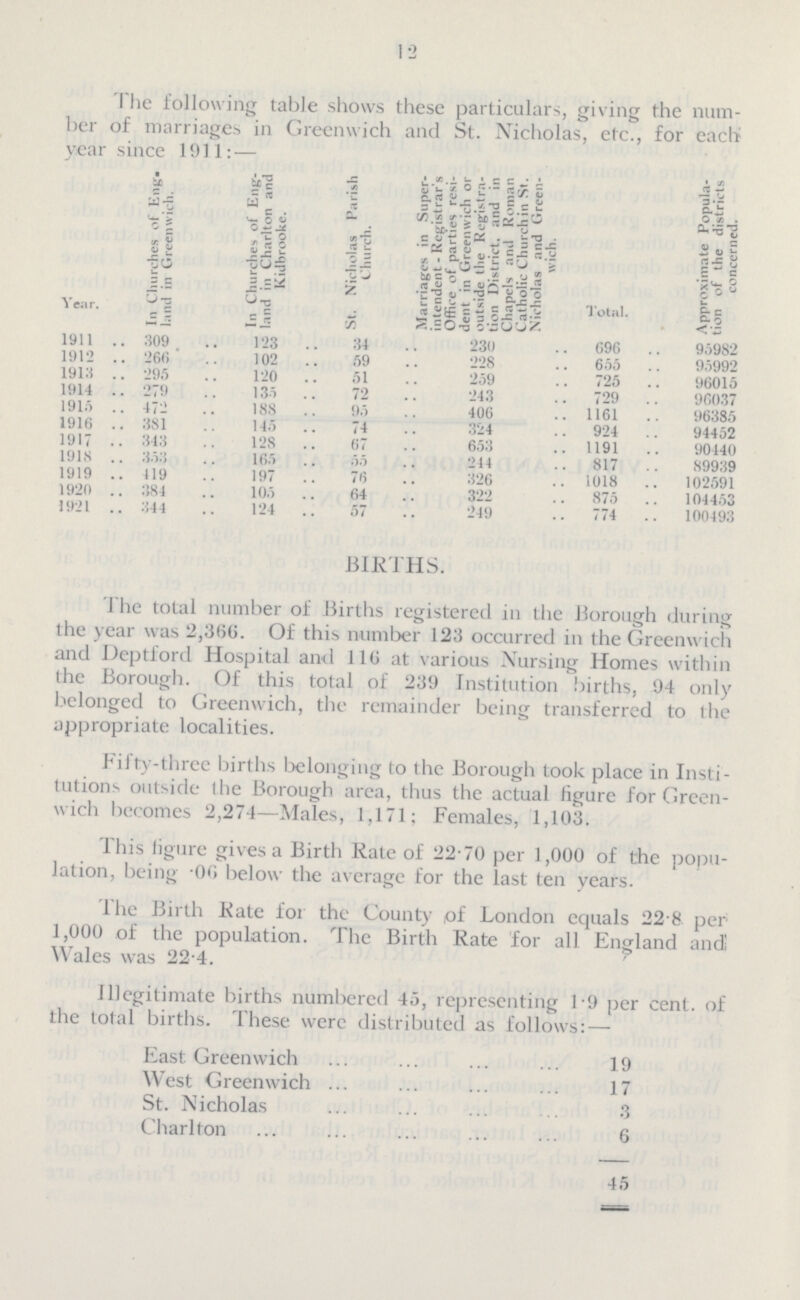 12
The following table shows these particulars, giving the num-
ber of marriages in Greenwich and St. Nicholas, etc., for each
year since 1911:—
Year.
In Churches of Eng-
land in Greenwich.
In Churches of Eng-
land in Charlton and
Kidbrooke.
St. Nicholas Parish
Church.
Marriages in Super-
intendent-Registrar's
Office of parties resi-
dent in Greenwich or
outside the Registra-
tion District, and in
Chapels and Roman
Catholic Church in St.
Nicholas and Green-
wich.
Total.
Approximate Popula-
tion of the districts
concerned.
1911 .. 309 .. 123 .. 34 .. 230 .. 696 .. 95982
1912 .. 266 .. 102 .. 59 .. 228 .. 655 .. 95992
1913 .. 295 .. 120 .. 51 .. 259 .. 725 .. 96015
1914 .. 279 .. 135 .. 72 .. 243 .. 729 .. 96037
1915 .. 472 .. 188 .. 95 .. 406 .. 1161 .. 96385
1916 .. 381 .. 145 .. 74 .. 324 .. 924 .. 94452
1917 .. 343 .. 128 .. 67 .. 653 .. 1191 .. 90440
1918 .. 353 .. 165 .. 55 .. 244 .. 817 .. 89939
1919 .. 419 .. 197 .. 76 .. 326 .. 1018 .. 102591
1920 .. 384 .. 105 .. 64 .. 322 .. 875 .. 104453
1921 .. 344 .. 124 .. 57 .. 249 .. 774 .. 100493
BIRTHS.
The total number of Births registered in the Borough during
the year was 2,366. Of this number 123 occurred in the Greenwich
and Deptford Hospital and 116 at various Nursing Homes within
the Borough. Of this total of 239 Institution births, 94 only
belonged to Greenwich, the remainder being transferred to the
appropriate localities.
Fifty-three births belonging to the Borough took place in Insti-
tutions outside the Borough area, thus the actual figure for Green-
wich becomes 2,274—Males, 1,171; Females, 1,103.
This figure gives a Birth Rate of 22·70 per 1,000 of the popu-
lation, being ·06 below the average for the last ten years.
The Birth Rate for the County of London equals 22·8 per
1,000 of the population. The Birth Rate for all England and
Wales was 22·4.
Illegitimate births numbered 45, representing 1·9 per cent. of
the total births. These were distributed as follows:—
East Greenwich ... ... ... ... 19
West Greenwich ... ... ... ... 17
St. Nicholas ... ... ... ... 3
Charlton ... ... ... ... ... 6
45